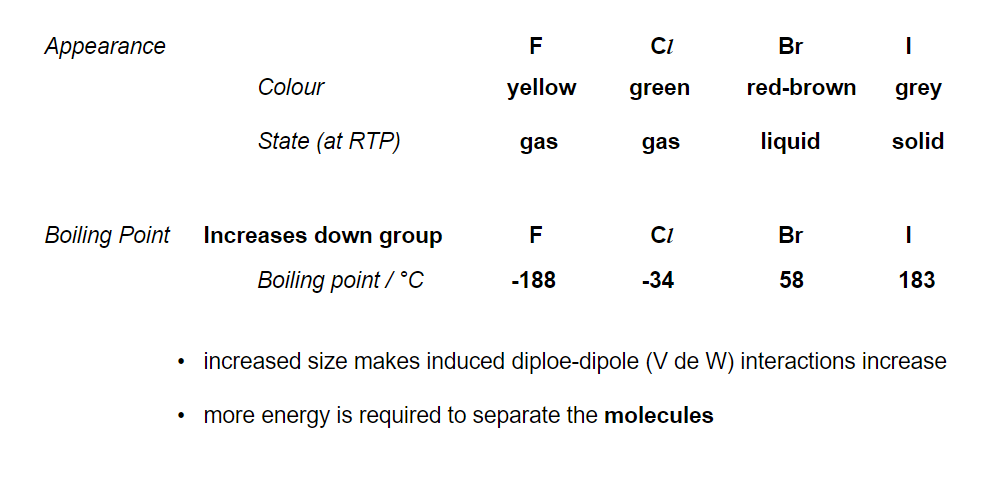 Appearance F Cl Br I
Colour yellow green red-brown grey
State (at RTP) gas gas liquid solid
Boiling Point Increases down group F Cl Br I
Boiling point / °C -188 -34 58 183
• increased size makes induced diploe-dipole (V de W) interactions increase
• more energy is required to separate the molecules